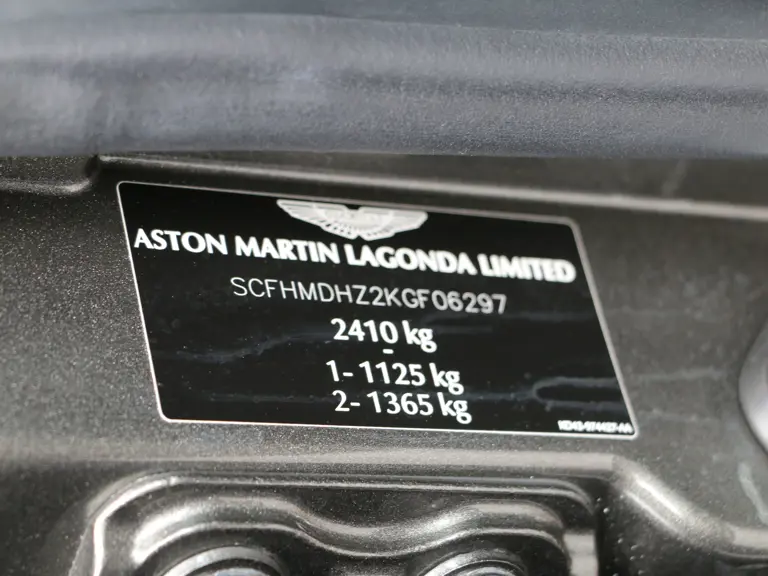 ASTON MARTIN LAGONDA LIMITED
SCFHMDHZ2KGF06297
2410 kg
-
1- 1125 kg
2- 1365 kg